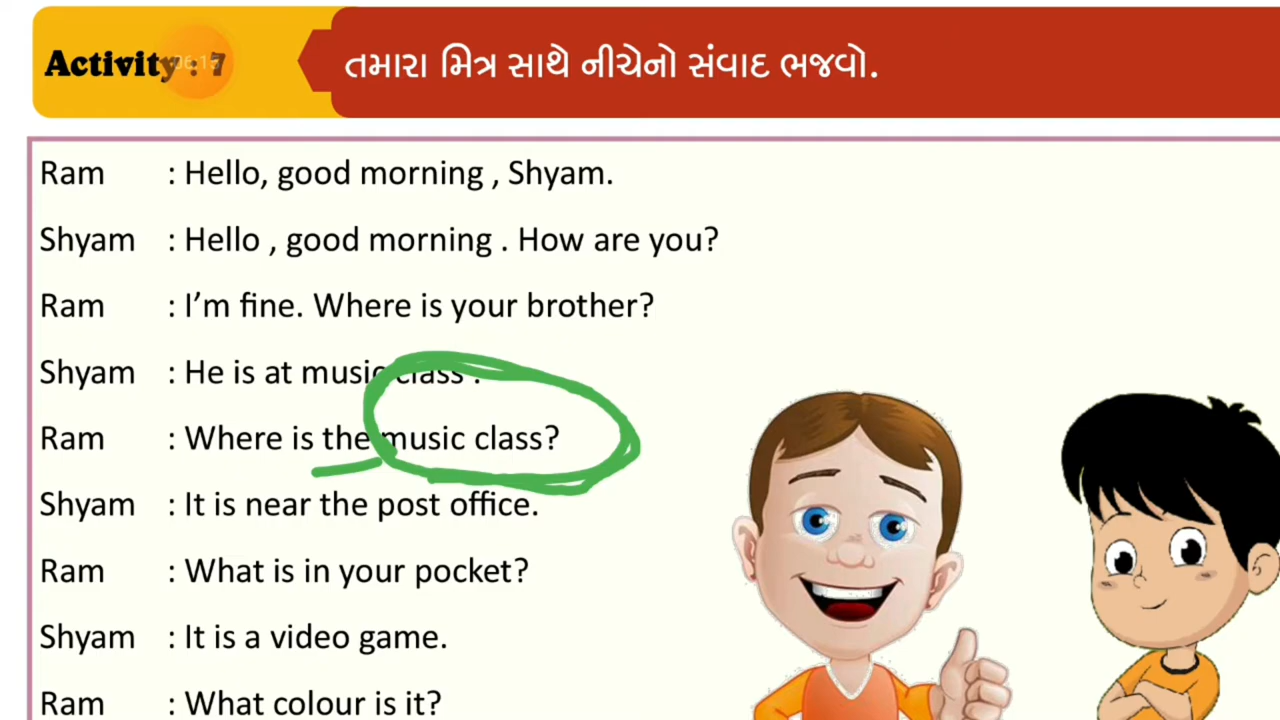 Activity : 7
તમારા મિત્ર સાથે નીચેનો સંવાદ ભજવો.
Ram : Hello, good morning , Shyam.
Shyam : Hello , good morning . How are you?
Ram : I’m fine. Where is your brother?
Shyam : He is at music class .
Ram : Where is the music class?
Shyam : It is near the post office.
Ram : What is in your pocket?
Shyam : It is a video game.
Ram : What colour is it?